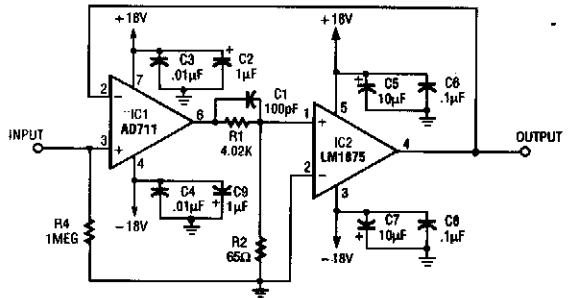 +18V
+18V
C3
.01µF
C2
1µF
+
7
2
−
IC1
AD711
6
C1
100pF
R1
4.02K
C5
10µF
+
C6
.1µF
5
1
+
IC2
LM1875
4
OUTPUT
INPUT
3
+
4
2
−
3
C4
.01µF
C9
1µF
+
−18V
R4
1MEG
R2
65Ω
C7
10µF
+
C8
.1µF
−18V